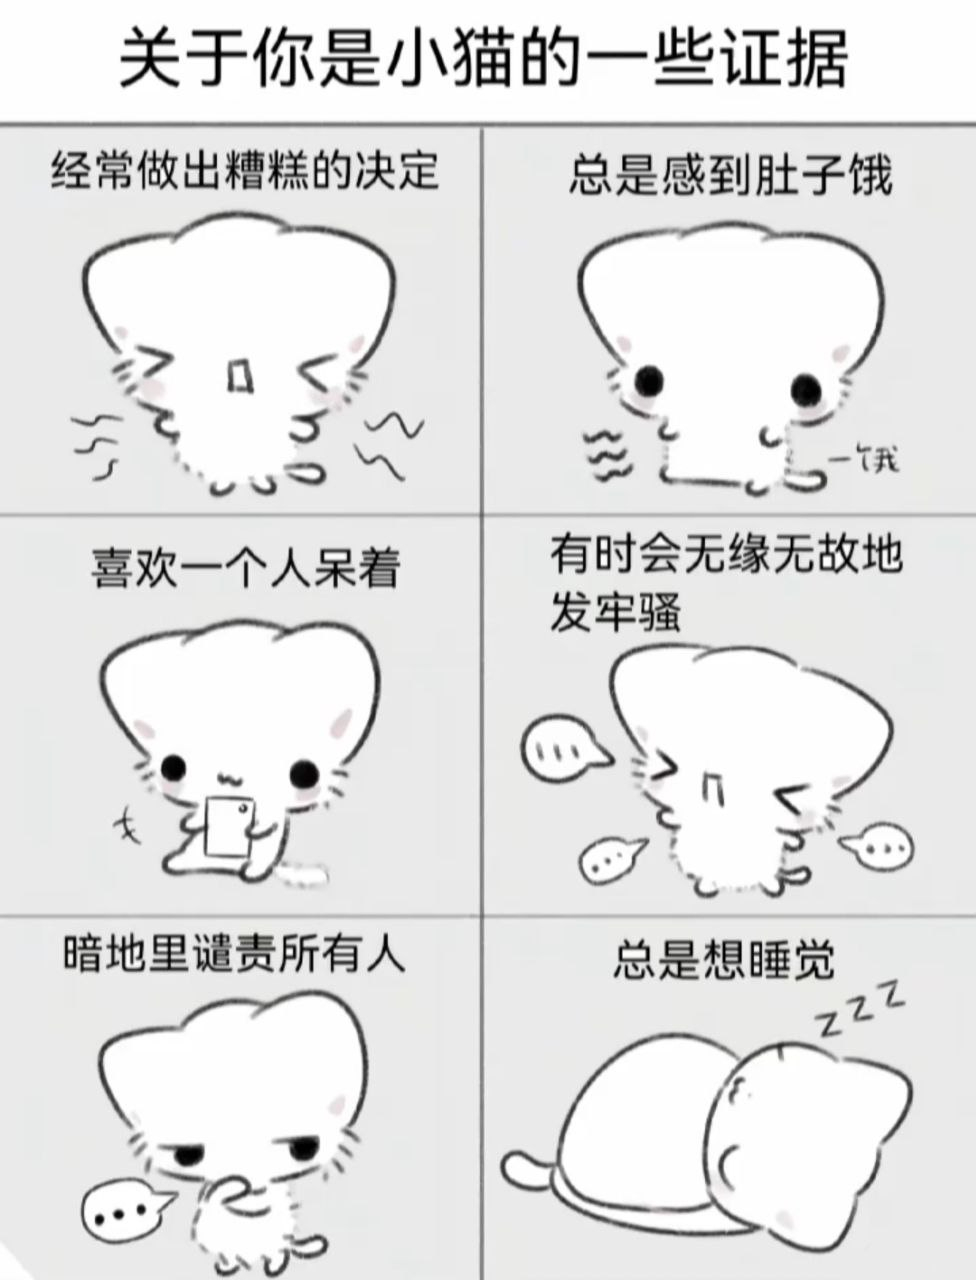 关于你是小猫的一些证据
经常做出糟糕的决定
总是感到肚子饿
一饿
喜欢一个人呆着
有时会无缘无故地
发牢骚
暗地里谴责所有人
总是想睡觉
zzz